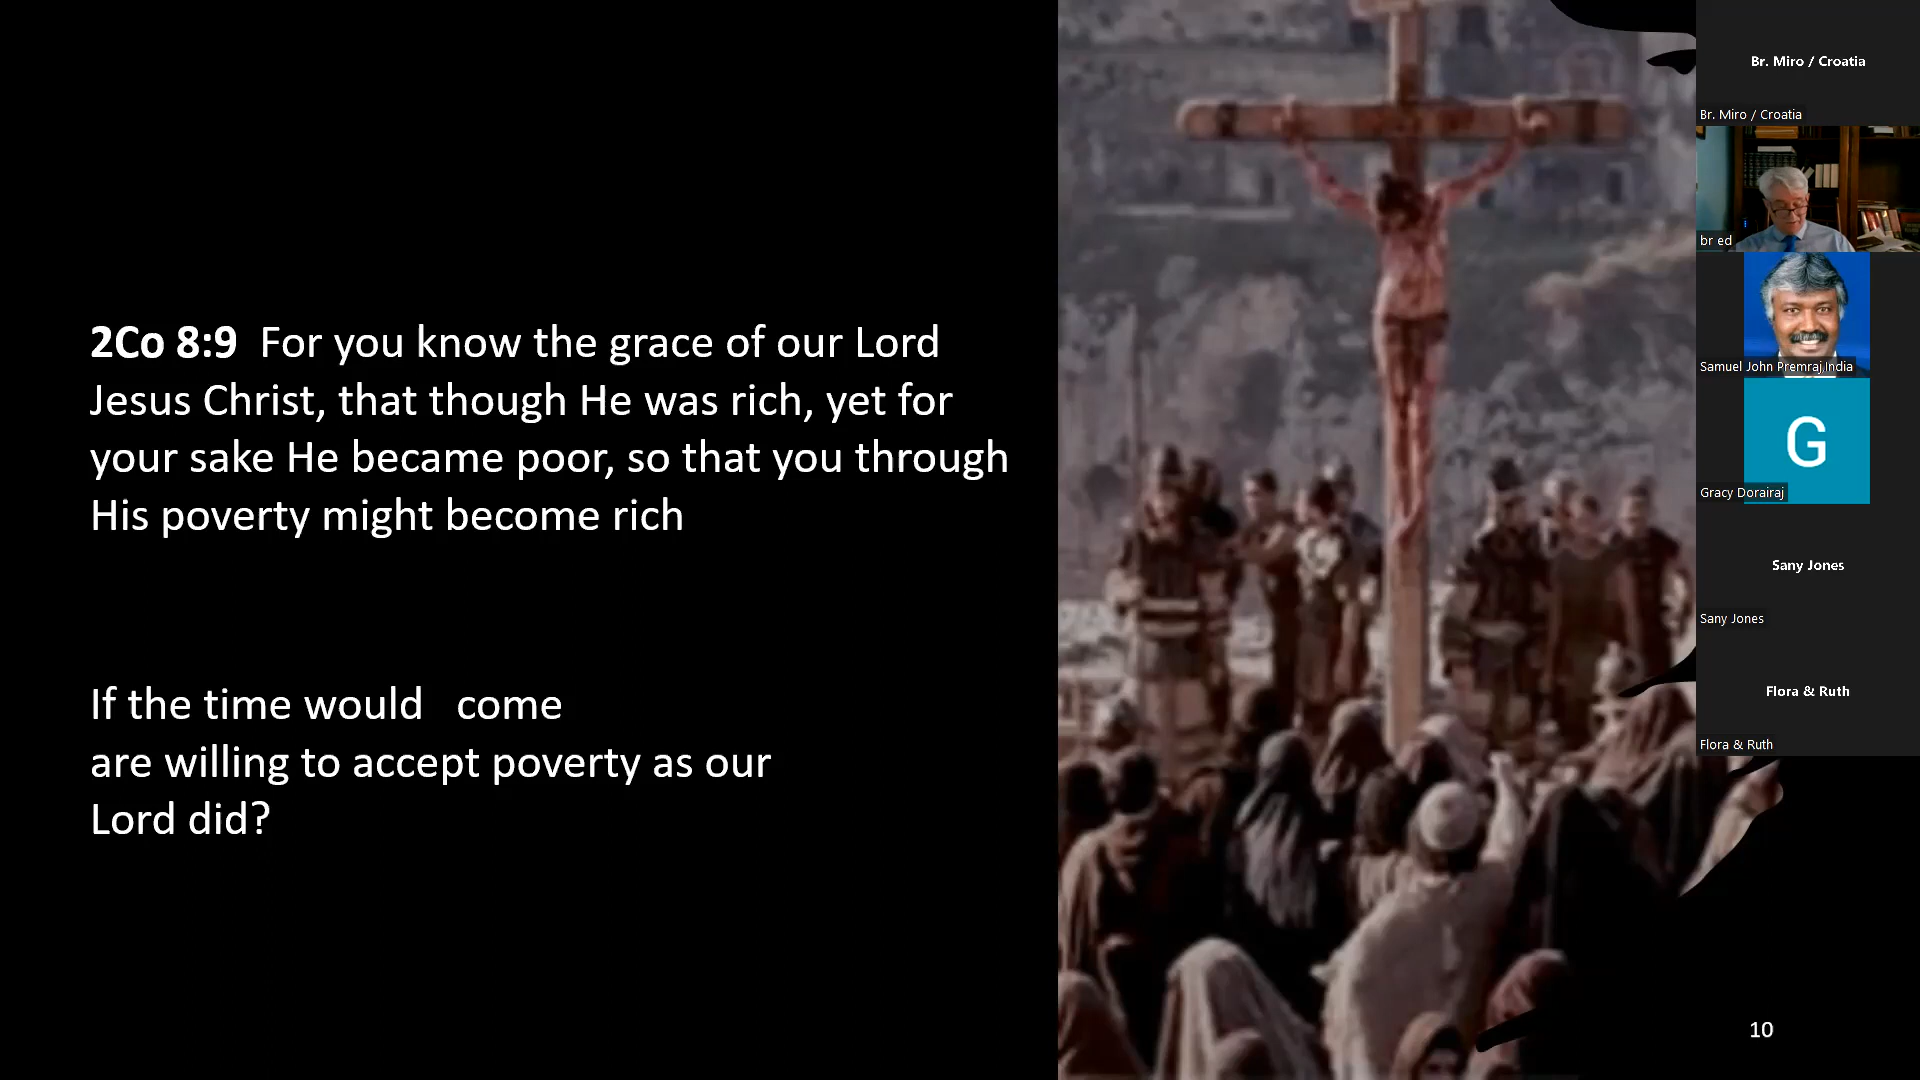 2Co 8:9 For you know the grace of our Lord
Jesus Christ, that though He was rich, yet for
your sake He became poor, so that you through
His poverty might become rich
If the time would come
are willing to accept poverty as our
Lord did?
10
Br. Miro / Croatia
Br. Miro / Croatia
br ed
Samuel John Premraj,India
G
Gracy Dorairaj
Sany Jones
Sany Jones
Flora & Ruth
Flora & Ruth